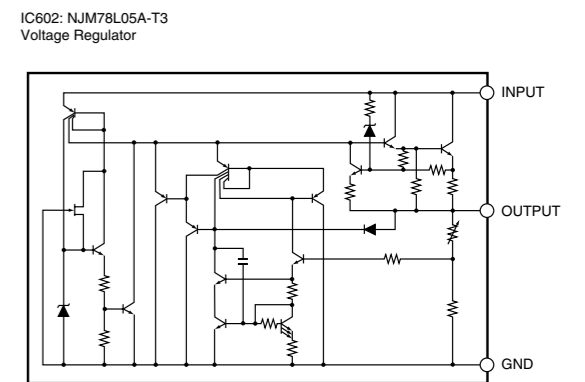 IC602: NJM78L05A-T3
Voltage Regulator
INPUT
OUTPUT
GND